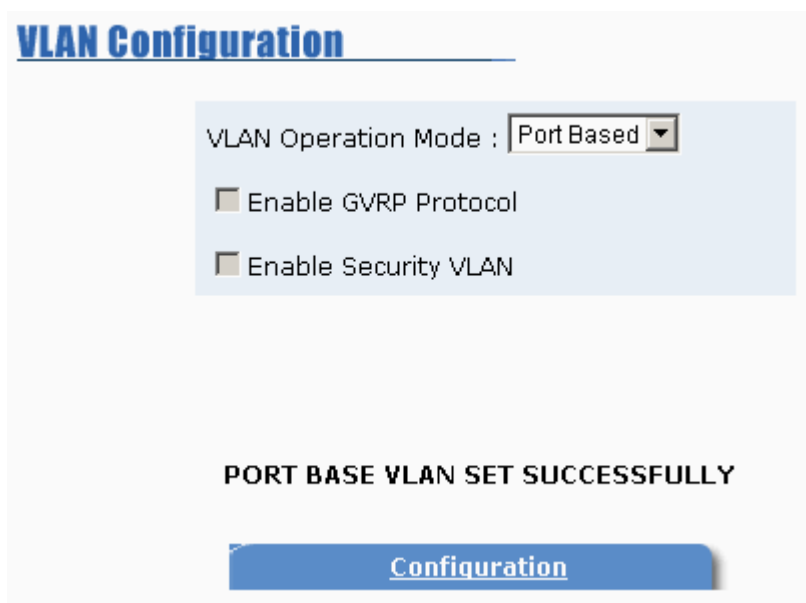 VLAN Configuration
VLAN Operation Mode : Port Based
Enable GVRP Protocol
Enable Security VLAN
PORT BASE VLAN SET SUCCESSFULLY
Configuration